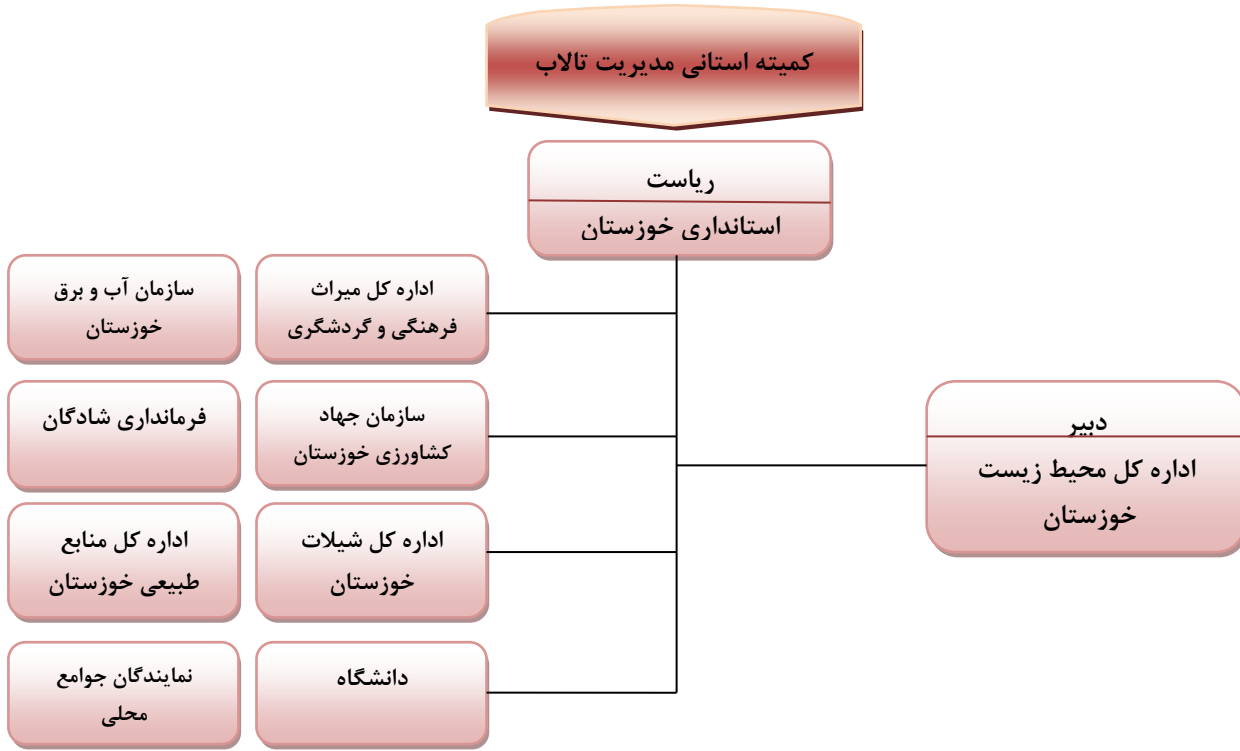 کمیته استانی مدیریت تالاب
ریاست
استانداری خوزستان
اداره کل میراث
فرهنگی و گردشگری
سازمان آب و برق
خوزستان
دبیر
اداره کل محیط زیست
خوزستان
سازمان جهاد
کشاورزی خوزستان
فرمانداری شادگان
اداره کل شیلات
خوزستان
اداره کل منابع
طبیعی خوزستان
دانشگاه
نمایندگان جوامع
محلی